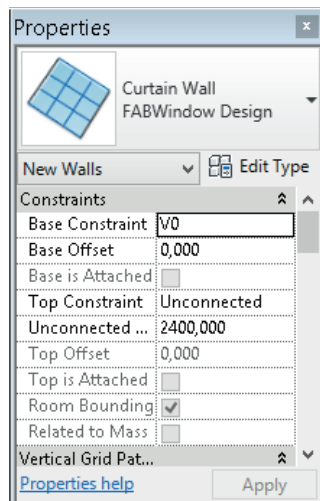 Properties
x
Curtain Wall
FABWindow Design
New Walls
Edit Type
Constraints
Base Constraint V0
Base Offset 0,000
Base is Attached
Top Constraint Unconnected
Unconnected ... 2400,000
Top Offset 0,000
Top is Attached
Room Bounding
Related to Mass
Vertical Grid Pat...
Properties help
Apply